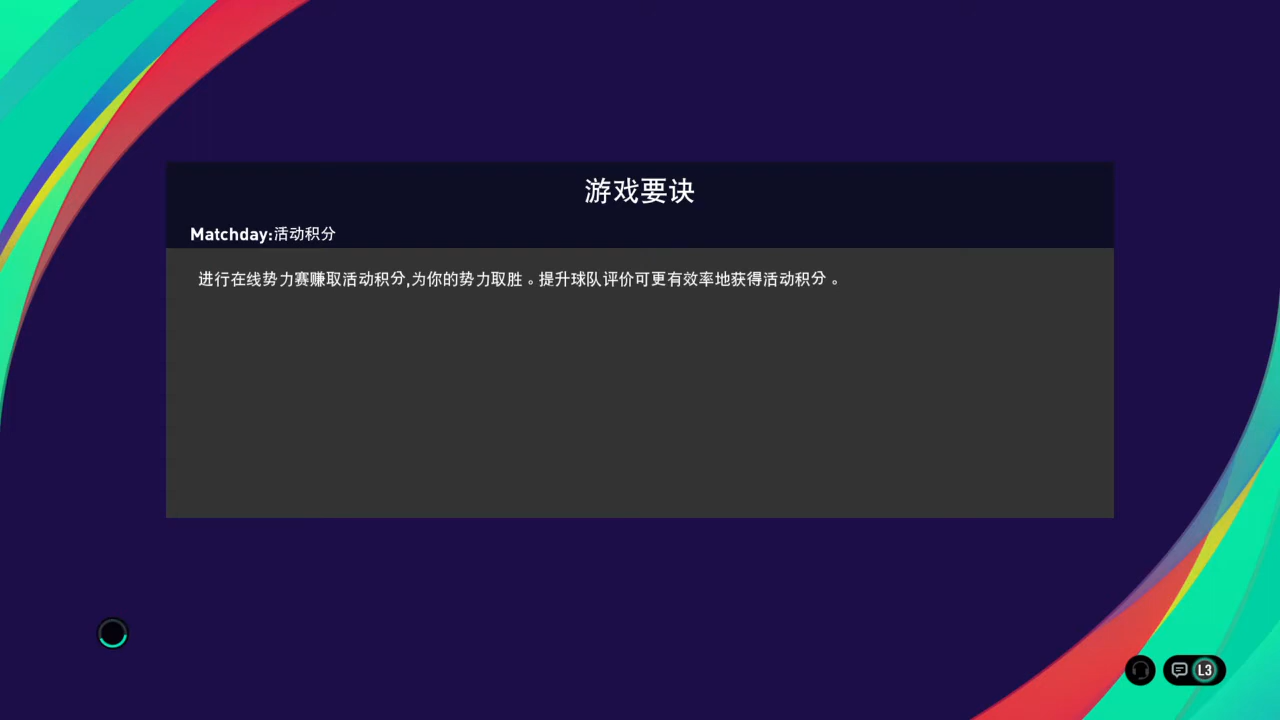 游戏要诀
Matchday:活动积分
进行在线势力赛赚取活动积分,为你的势力取胜。提升球队评价可更有效率地获得活动积分。
L3